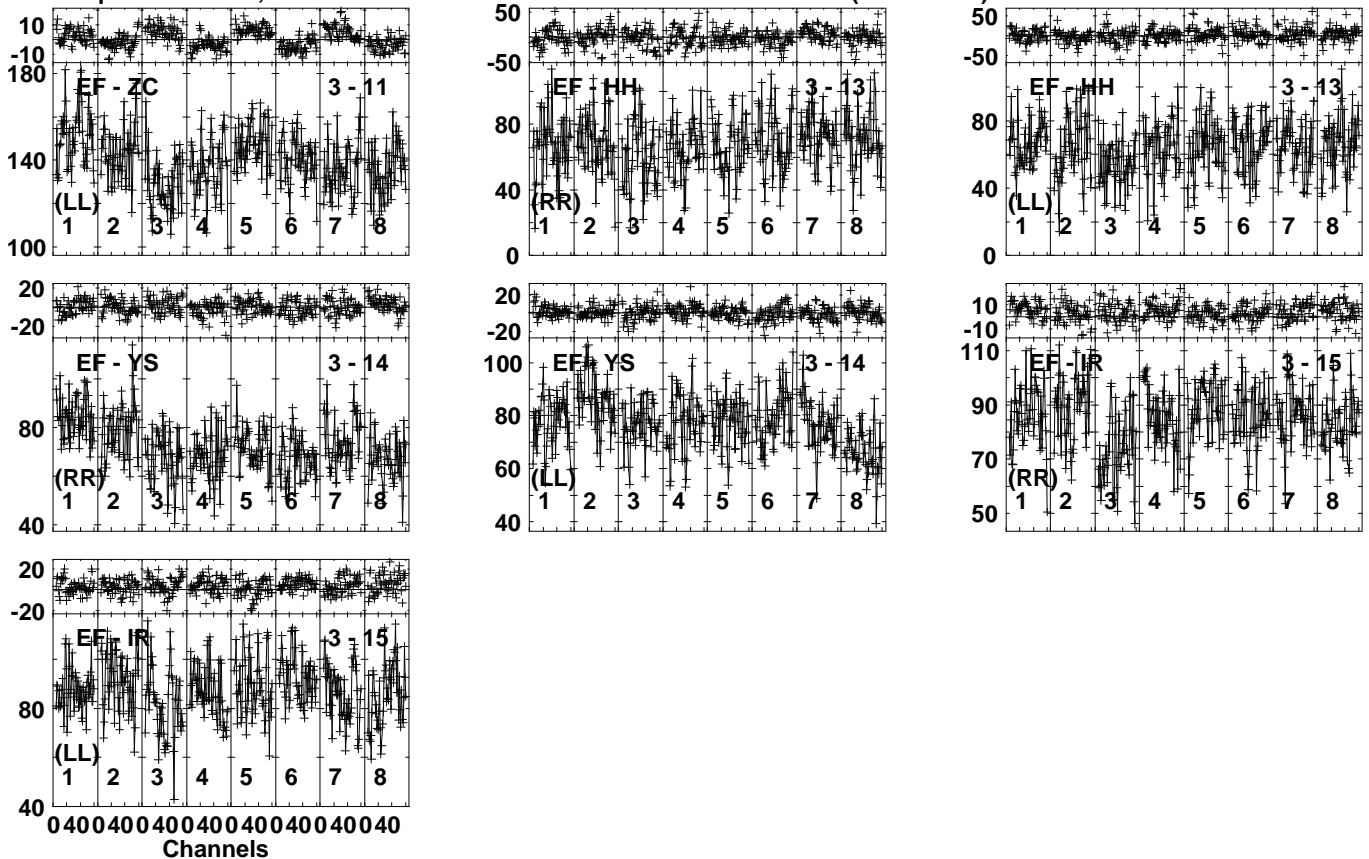 10
-10
180
140
100
EF - ZC 3 - 11
(LL)
1 2 3 4 5 6 7 8
50
-50
80
40
0
EF - HH 3 - 13
(RR)
1 2 3 4 5 6 7 8
50
-50
80
40
0
EF - HH 3 - 13
(LL)
1 2 3 4 5 6 7 8
20
-20
80
40
EF - YS 3 - 14
(RR)
1 2 3 4 5 6 7 8
20
-20
100
80
60
40
EF - YS 3 - 14
(LL)
1 2 3 4 5 6 7 8
10
-10
110
90
70
50
EF - IR 3 - 15
(RR)
1 2 3 4 5 6 7 8
20
-20
80
40
EF - IR 3 - 15
(LL)
1 2 3 4 5 6 7 8
0 40 0 40 0 40 0 40 0 40 0 40 0 40 0 40
Channels